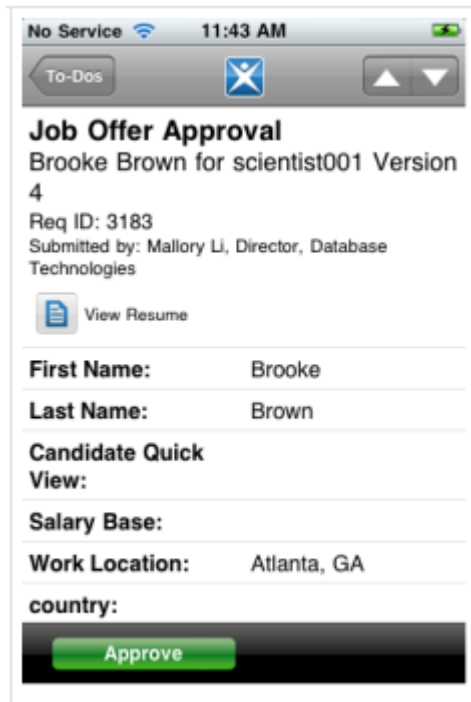 No Service 11:43 AM
To-Dos
Job Offer Approval
Brooke Brown for scientist001 Version
4
Req ID: 3183
Submitted by: Mallory Li, Director, Database
Technologies
View Resume
First Name: Brooke
Last Name: Brown
Candidate Quick
View:
Salary Base:
Work Location: Atlanta, GA
country:
Approve